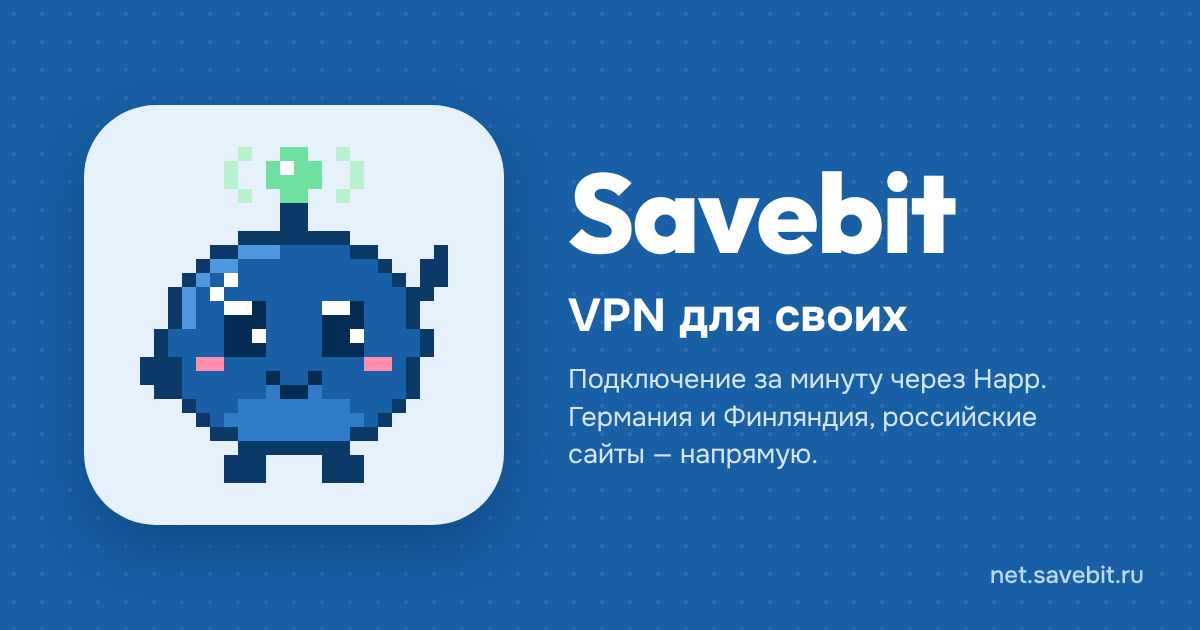 Savebit
VPN для своих
Подключение за минуту через Happ.
Германия и Финляндия, российские
сайты — напрямую.
net.savebit.ru